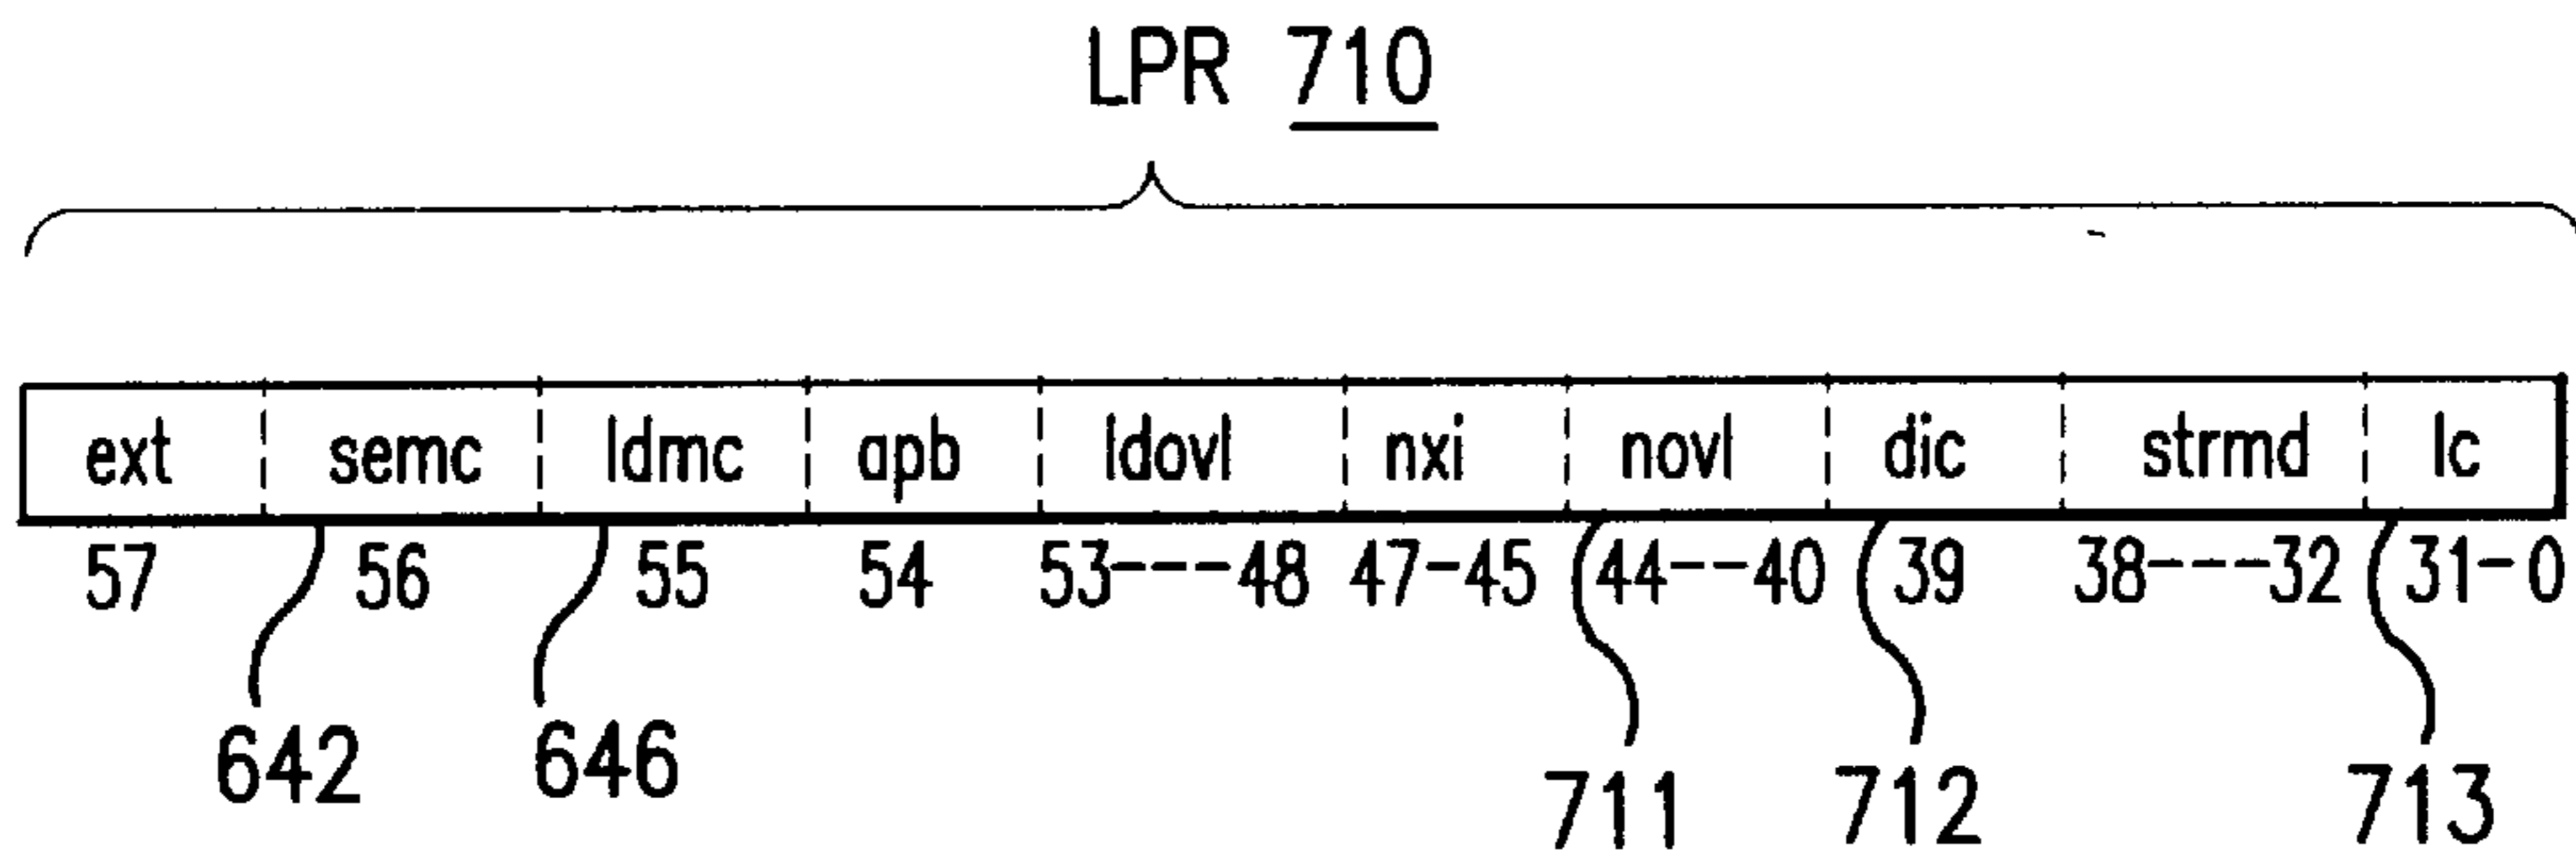 LPR 710
ext semc ldmc apb ldovl nxi novl dic strmd lc
57 56 55 54 53---48 47-45 44--40 39 38---32 31-0
642 646 711 712 713